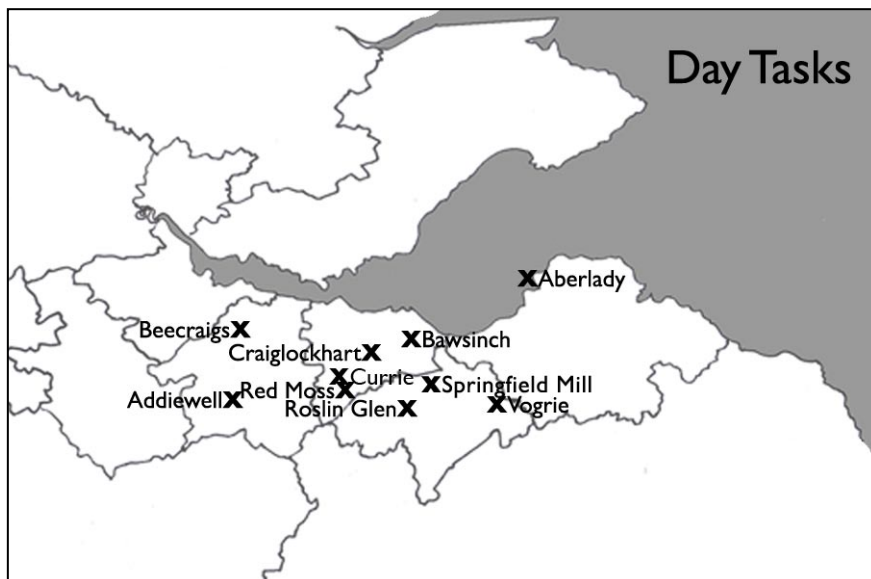 Day Tasks
Aberlady
Beecraigs
Bawsinch
Craiglockhart
Currie
Springfield Mill
Red Moss
Addiewell
Roslin Glen
Vogrie